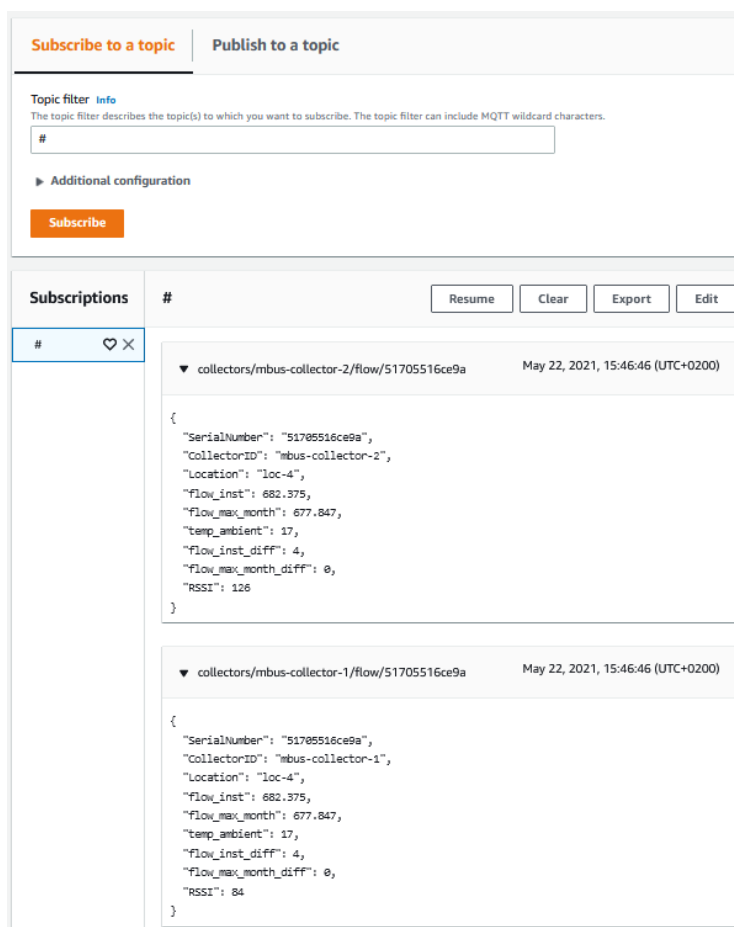 Subscribe to a topic
Publish to a topic
Topic filter Info
The topic filter describes the topic(s) to which you want to subscribe. The topic filter can include MQTT wildcard characters.
#
Additional configuration
Subscribe
Subscriptions
#
Resume
Clear
Export
Edit
#
collectors/mbus-collector-2/flow/51705516ce9a
May 22, 2021, 15:46:46 (UTC+0200)
{
"SerialNumber": "51705516ce9a",
"CollectorID": "mbus-collector-2",
"Location": "loc-4",
"flow_inst": 682.375,
"flow_max_month": 677.847,
"temp_ambient": 17,
"flow_inst_diff": 4,
"flow_max_month_diff": 0,
"RSSI": 126
}
collectors/mbus-collector-1/flow/51705516ce9a
May 22, 2021, 15:46:46 (UTC+0200)
{
"SerialNumber": "51705516ce9a",
"CollectorID": "mbus-collector-1",
"Location": "loc-4",
"flow_inst": 682.375,
"flow_max_month": 677.847,
"temp_ambient": 17,
"flow_inst_diff": 4,
"flow_max_month_diff": 0,
"RSSI": 84
}